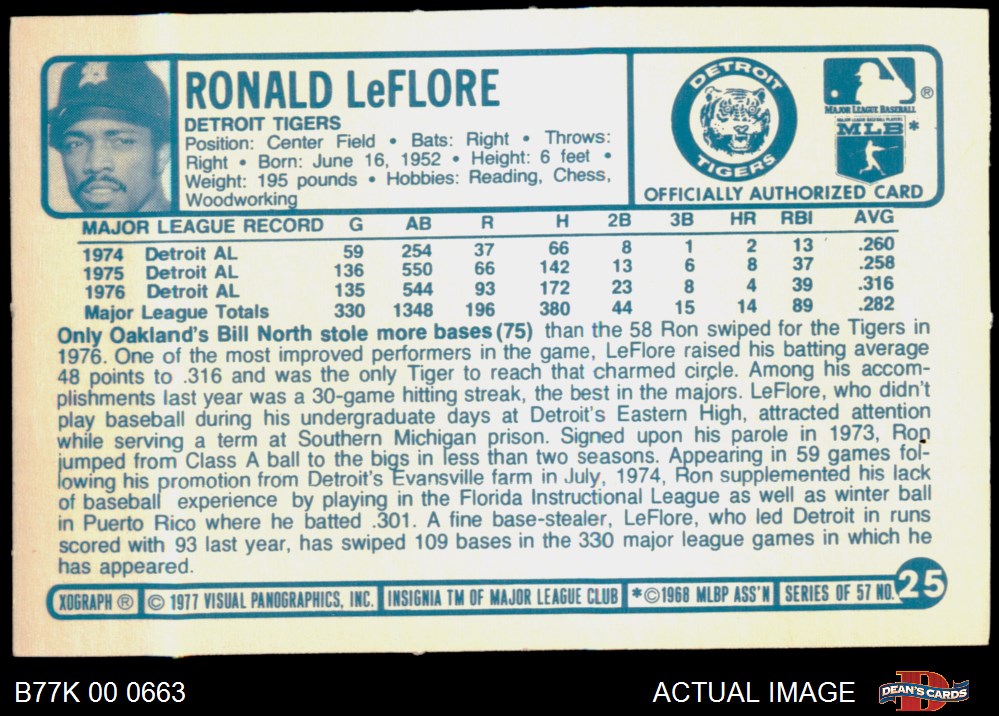 RONALD LeFLORE
DETROIT TIGERS
Position: Center Field • Bats: Right • Throws:
Right • Born: June 16, 1952 • Height: 6 feet •
Weight: 195 pounds • Hobbies: Reading, Chess,
Woodworking
DETROIT
TIGERS
MAJOR LEAGUE BASEBALL ®
MAJOR LEAGUE BASEBALL PLAYERS
MLB *
OFFICIALLY AUTHORIZED CARD
MAJOR LEAGUE RECORD G AB R H 2B 3B HR RBI AVG
1974 Detroit AL 59 254 37 66 8 1 2 13 .260
1975 Detroit AL 136 550 66 142 13 6 8 37 .258
1976 Detroit AL 135 544 93 172 23 8 4 39 .316
Major League Totals 330 1348 196 380 44 15 14 89 .282
Only Oakland's Bill North stole more bases (75) than the 58 Ron swiped for the Tigers in
1976. One of the most improved performers in the game, LeFlore raised his batting average
48 points to .316 and was the only Tiger to reach that charmed circle. Among his accom-
plishments last year was a 30-game hitting streak, the best in the majors. LeFlore, who didn't
play baseball during his undergraduate days at Detroit's Eastern High, attracted attention
while serving a term at Southern Michigan prison. Signed upon his parole in 1973, Ron
jumped from Class A ball to the bigs in less than two seasons. Appearing in 59 games fol-
lowing his promotion from Detroit's Evansville farm in July, 1974, Ron supplemented his lack
of baseball experience by playing in the Florida Instructional League as well as winter ball
in Puerto Rico where he batted .301. A fine base-stealer, LeFlore, who led Detroit in runs
scored with 93 last year, has swiped 109 bases in the 330 major league games in which he
has appeared.
XOGRAPH ® © 1977 VISUAL PANOGRAPHICS, INC. INSIGNIA TM OF MAJOR LEAGUE CLUB *©1968 MLBP ASS'N SERIES OF 57 NO. 25
B77K 00 0663
ACTUAL IMAGE
D
DEAN'S CARDS